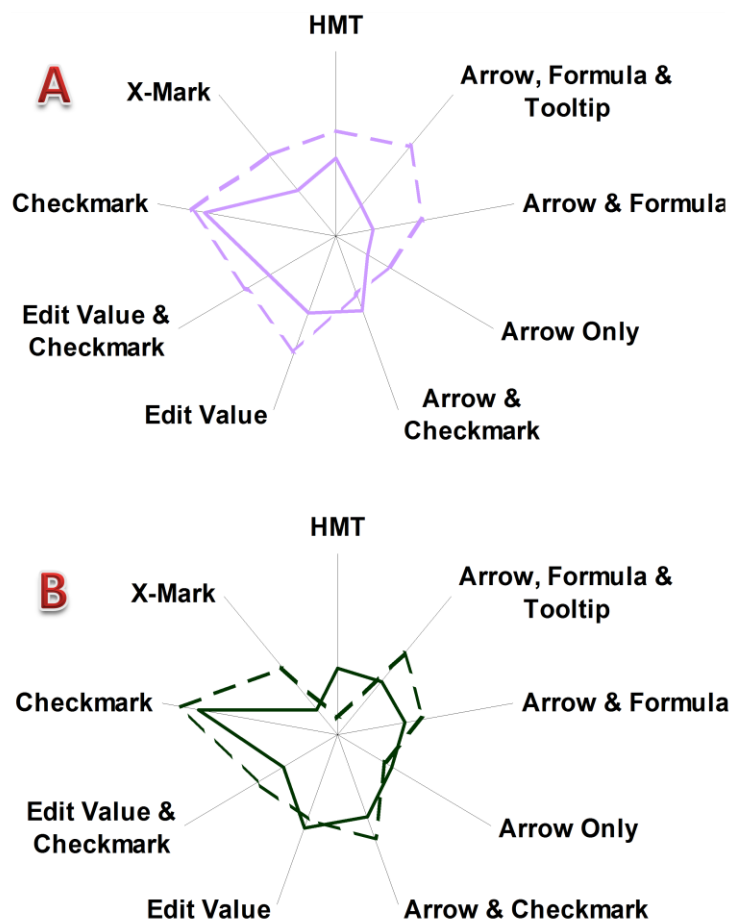 HMT
A
X-Mark
Arrow, Formula &
Tooltip
Checkmark
Arrow & Formula
Edit Value &
Checkmark
Arrow Only
Edit Value
Arrow &
Checkmark
HMT
B
X-Mark
Arrow, Formula &
Tooltip
Checkmark
Arrow & Formula
Edit Value &
Checkmark
Arrow Only
Edit Value
Arrow & Checkmark